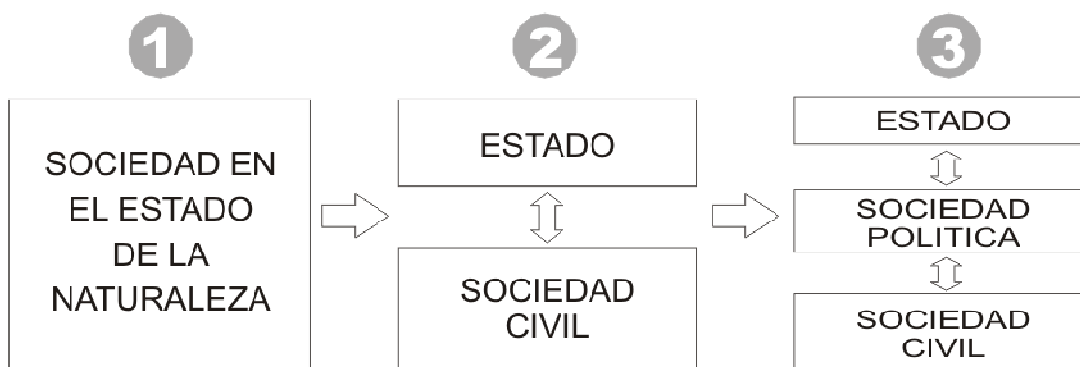 1
2
3
SOCIEDAD EN
EL ESTADO
DE LA
NATURALEZA
ESTADO
SOCIEDAD
CIVIL
ESTADO
SOCIEDAD
POLITICA
SOCIEDAD
CIVIL